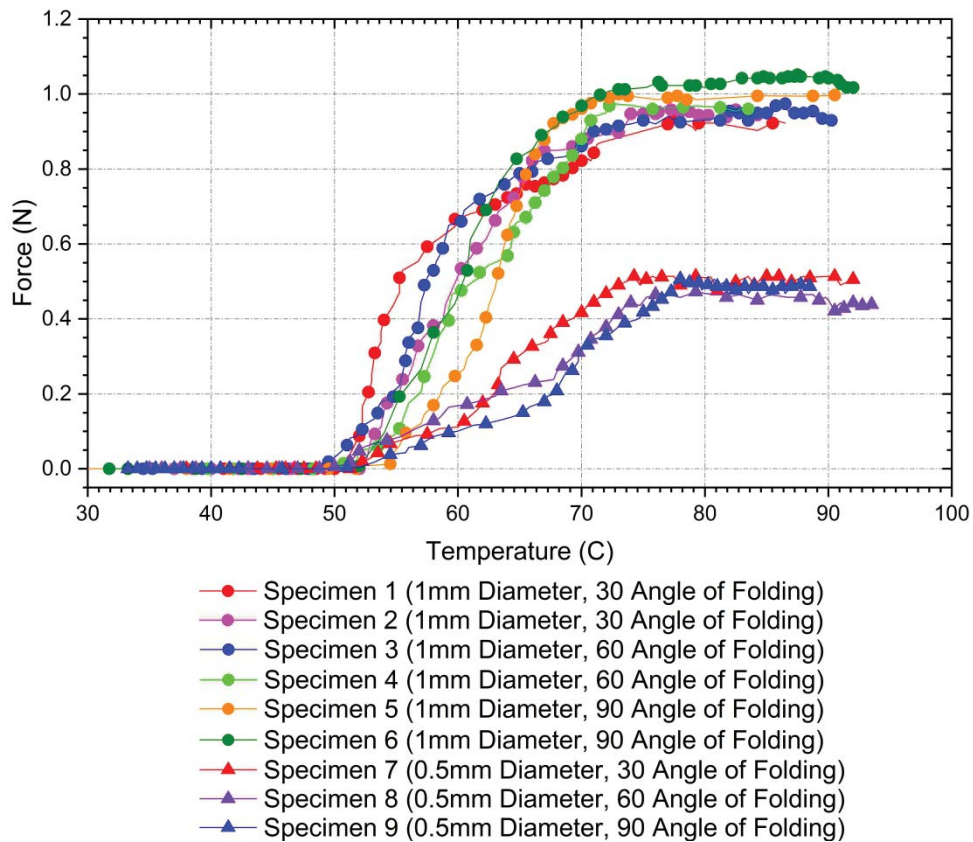 1.2
1.0
0.8
0.6
0.4
0.2
0.0
Force (N)
30 40 50 60 70 80 90 100
Temperature (C)
Specimen 1 (1mm Diameter, 30 Angle of Folding)
Specimen 2 (1mm Diameter, 30 Angle of Folding)
Specimen 3 (1mm Diameter, 60 Angle of Folding)
Specimen 4 (1mm Diameter, 60 Angle of Folding)
Specimen 5 (1mm Diameter, 90 Angle of Folding)
Specimen 6 (1mm Diameter, 90 Angle of Folding)
Specimen 7 (0.5mm Diameter, 30 Angle of Folding)
Specimen 8 (0.5mm Diameter, 60 Angle of Folding)
Specimen 9 (0.5mm Diameter, 90 Angle of Folding)